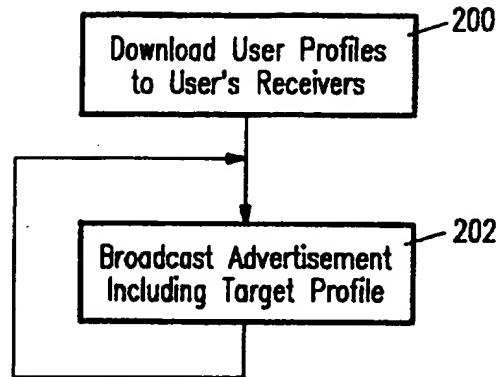 200
Download User Profiles
to User's Receivers
202
Broadcast Advertisement
Including Target Profile